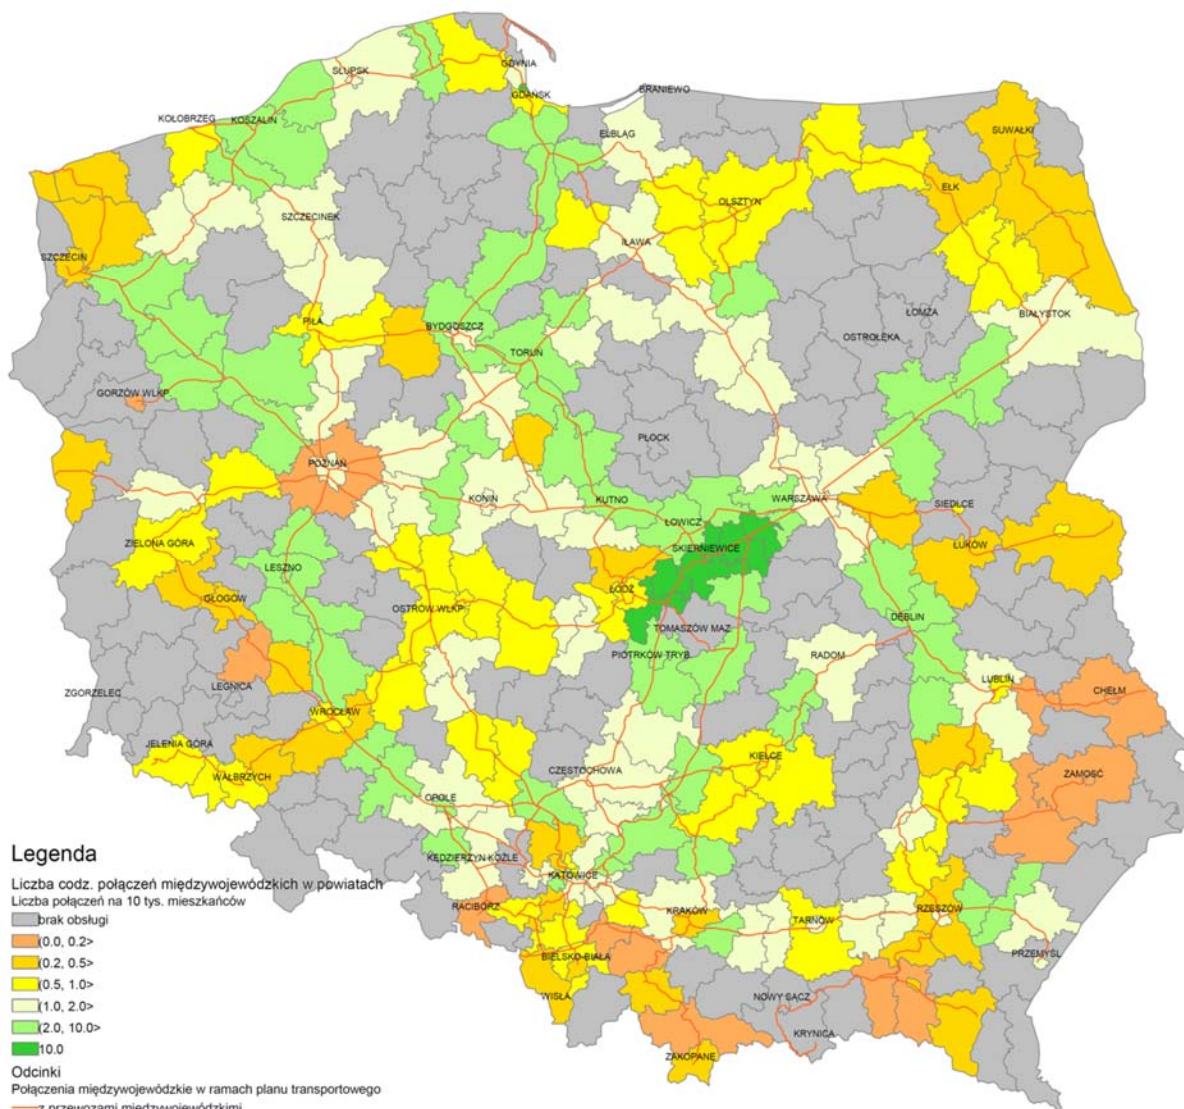 SŁUPSK
GDYNIA
GDAŃSK
BRANIEWO
KOŁOBRZEG
KOSZALIN
ELBLĄG
SUWAŁKI
EŁK
OLSZTYN
SZCZECINEK
IŁAWA
SZCZECIN
PIŁA
BYDGOSZCZ
BIAŁYSTOK
ŁOMŻA
OSTROŁĘKA
TORUŃ
GORZÓW WLKP
PŁOCK
POZNAŃ
KONIN
KUTNO
WARSZAWA
SIEDLCE
ŁOWICZ
ZIELONA GÓRA
SKIERNIEWICE
ŁUKÓW
LESZNO
ŁÓDŹ
GŁOGÓW
OSTRÓW WLKP
DĘBLIN
TOMASZÓW MAZ
PIOTRKÓW TRYB
RADOM
ZGORZELEC
LEGNICA
LUBLIN
CHEŁM
WROCŁAW
JELENIA GÓRA
KIELCE
WAŁBRZYCH
CZĘSTOCHOWA
ZAMOŚĆ
OPOLE
KĘDZIERZYN-KOŹLE
KATOWICE
RACIBÓRZ
KRAKÓW
TARNÓW
RZESZÓW
PRZEMYŚL
BIELSKO-BIAŁA
WISŁA
NOWY SĄCZ
KRYNICA
ZAKOPANE
Legenda
Liczba codz. połączeń międzywojewódzkich w powiatach
Liczba połączeń na 10 tys. mieszkańców
brak obsługi
(0.0, 0.2>
(0.2, 0.5>
(0.5, 1.0>
(1.0, 2.0>
(2.0, 10.0>
10.0
Odcinki
Połączenia międzywojewódzkie w ramach planu transportowego
z przewozami międzywojewódzkimi